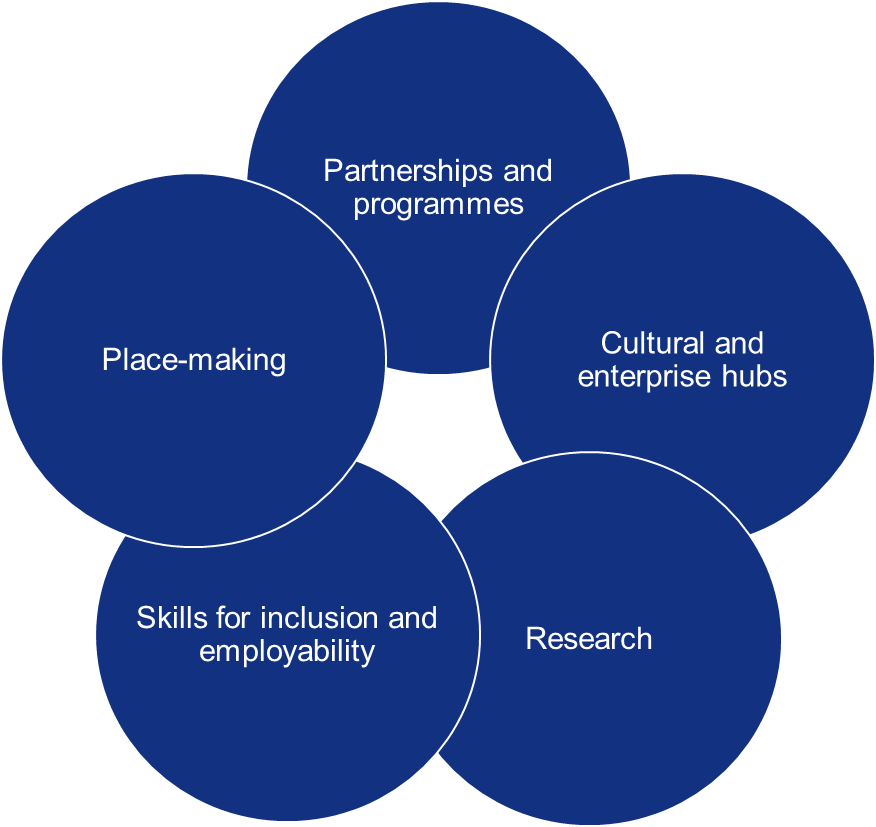 Partnerships and
programmes
Cultural and
enterprise hubs
Research
Skills for inclusion and
employability
Place-making